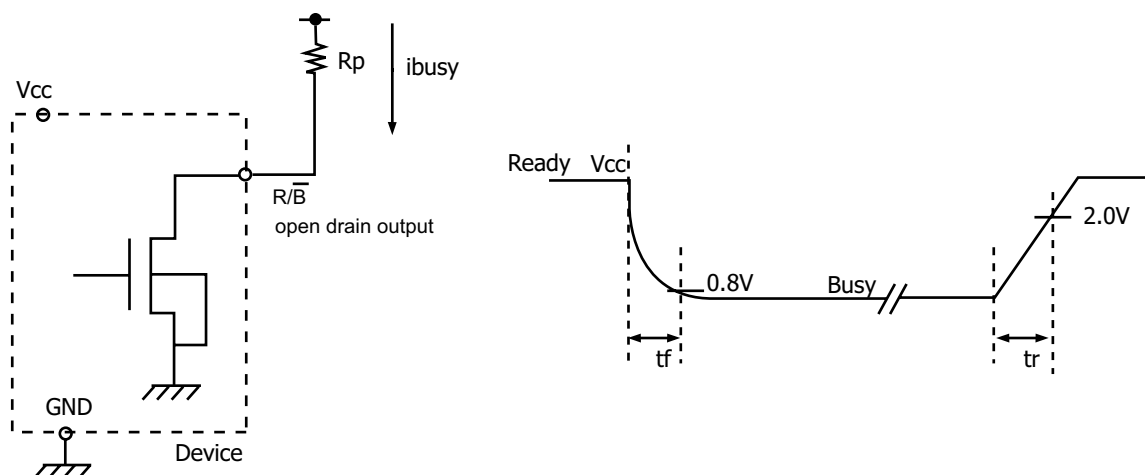 Rp
ibusy
Vcc
Ready Vcc
R/B̅
open drain output
2.0V
0.8V
Busy
tf
tr
GND
Device